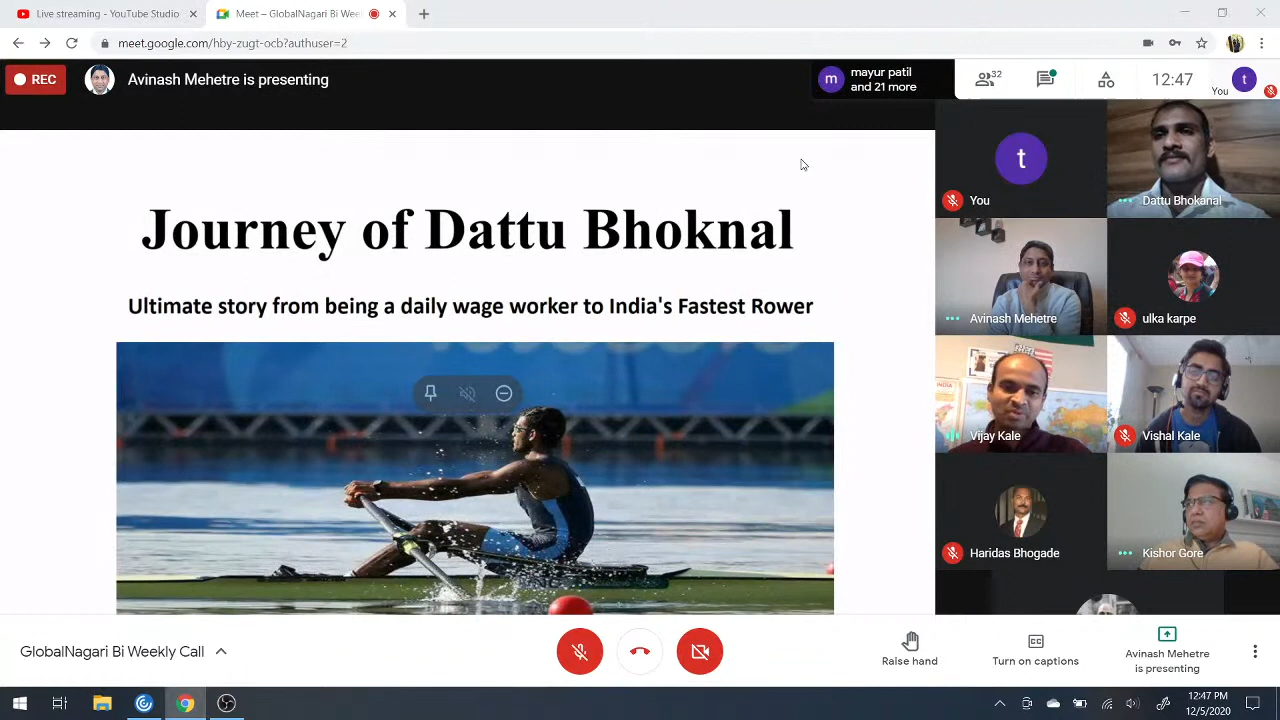 Live streaming - YouTube Studio
Meet – GlobalNagari Bi We
meet.google.com/hby-zugt-ocb?authuser=2
REC
Avinash Mehetre is presenting
m
mayur patil
and 21 more
32
12:47
You
t
Journey of Dattu Bhoknal
Ultimate story from being a daily wage worker to India's Fastest Rower
t
You
Dattu Bhokanal
Avinash Mehetre
ulka karpe
INDIA
Vijay Kale
Vishal Kale
Haridas Bhogade
Kishor Gore
GlobalNagari Bi Weekly Call
Raise hand
CC
Turn on captions
Avinash Mehetre
is presenting
12:47 PM
12/5/2020